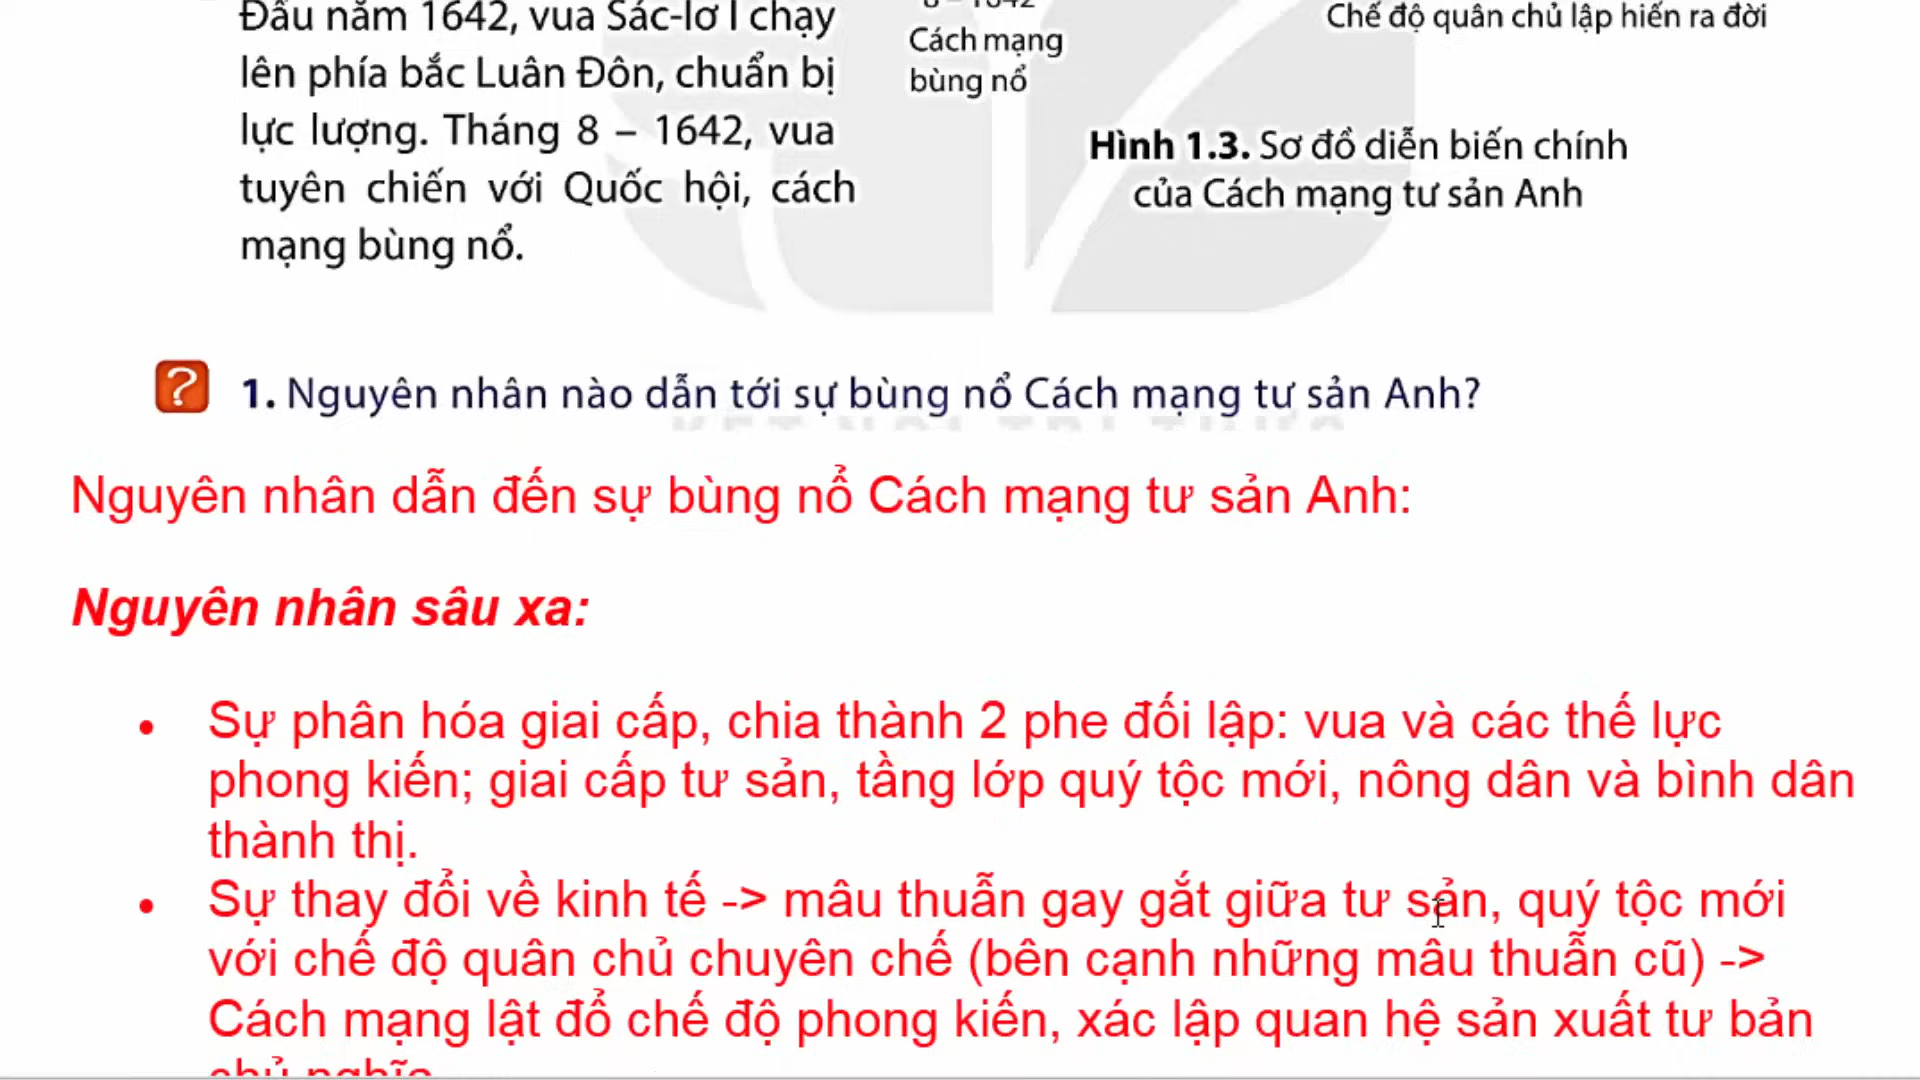 Đầu năm 1642, vua Sác-lơ I chạy
lên phía bắc Luân Đôn, chuẩn bị
lực lượng. Tháng 8 – 1642, vua
tuyên chiến với Quốc hội, cách
mạng bùng nổ.
8 – 1642
Cách mạng
bùng nổ
Chế độ quân chủ lập hiến ra đời
Hình 1.3. Sơ đồ diễn biến chính
của Cách mạng tư sản Anh
? 1. Nguyên nhân nào dẫn tới sự bùng nổ Cách mạng tư sản Anh?
KẾT NỐI TRI THỨC
Nguyên nhân dẫn đến sự bùng nổ Cách mạng tư sản Anh:
Nguyên nhân sâu xa:
• Sự phân hóa giai cấp, chia thành 2 phe đối lập: vua và các thế lực
phong kiến; giai cấp tư sản, tầng lớp quý tộc mới, nông dân và bình dân
thành thị.
• Sự thay đổi về kinh tế -> mâu thuẫn gay gắt giữa tư sản, quý tộc mới
với chế độ quân chủ chuyên chế (bên cạnh những mâu thuẫn cũ) ->
Cách mạng lật đổ chế độ phong kiến, xác lập quan hệ sản xuất tư bản
chủ nghĩa